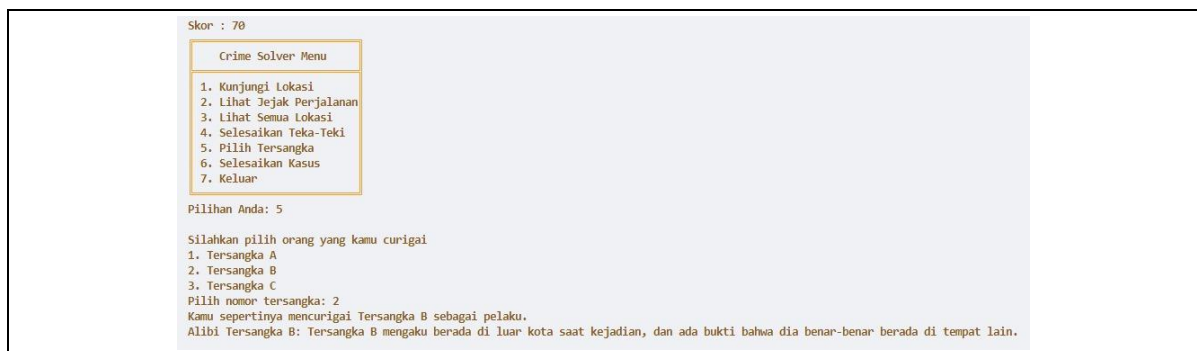 Skor : 70
Crime Solver Menu
1. Kunjungi Lokasi
2. Lihat Jejak Perjalanan
3. Lihat Semua Lokasi
4. Selesaikan Teka-Teki
5. Pilih Tersangka
6. Selesaikan Kasus
7. Keluar
Pilihan Anda: 5
Silahkan pilih orang yang kamu curigai
1. Tersangka A
2. Tersangka B
3. Tersangka C
Pilih nomor tersangka: 2
Kamu sepertinya mencurigai Tersangka B sebagai pelaku.
Alibi Tersangka B: Tersangka B mengaku berada di luar kota saat kejadian, dan ada bukti bahwa dia benar-benar berada di tempat lain.